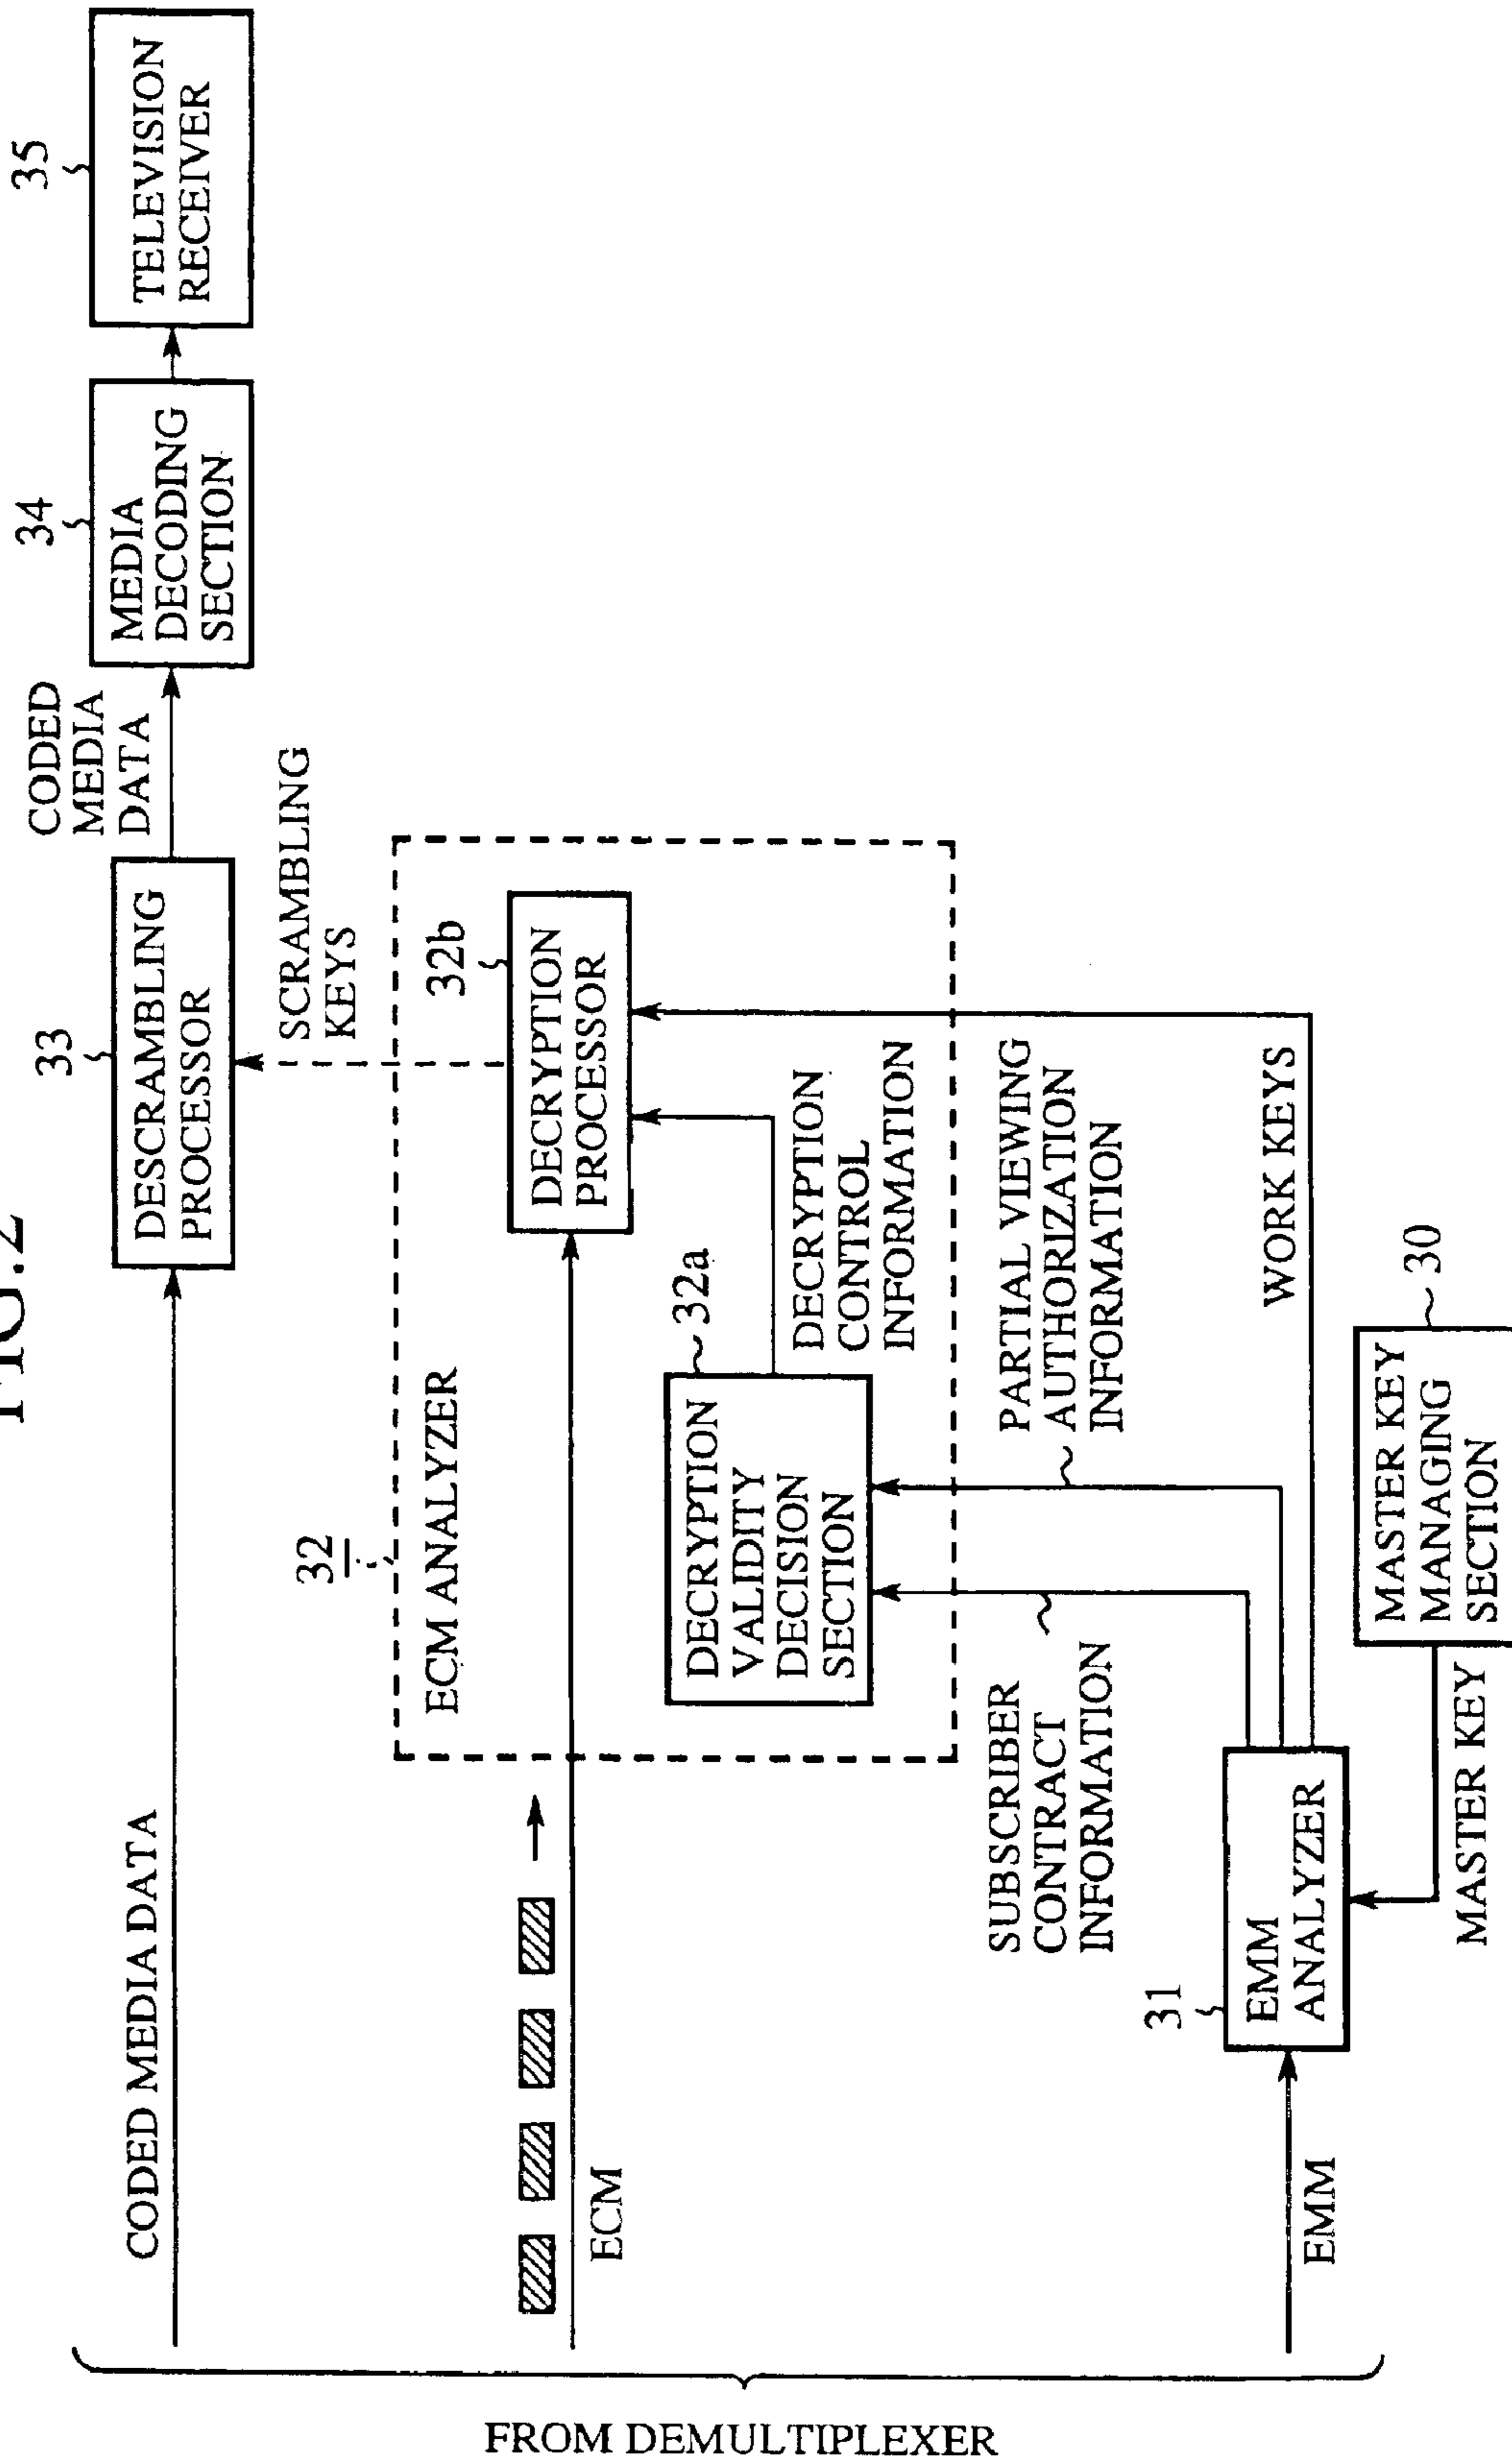 FIG.2
CODED MEDIA DATA
33
DESCRAMBLING
PROCESSOR
CODED
MEDIA
DATA
34
MEDIA
DECODING
SECTION
35
TELEVISION
RECEIVER
SCRAMBLING
KEYS
32
ECM ANALYZER
32b
DECRYPTION
PROCESSOR
ECM
32a
DECRYPTION
VALIDITY
DECISION
SECTION
DECRYPTION
CONTROL
INFORMATION
SUBSCRIBER
CONTRACT
INFORMATION
PARTIAL VIEWING
AUTHORIZATION
INFORMATION
WORK KEYS
31
EMM
ANALYZER
EMM
MASTER KEY
MASTER KEY
MANAGING
SECTION
30
FROM DEMULTIPLEXER